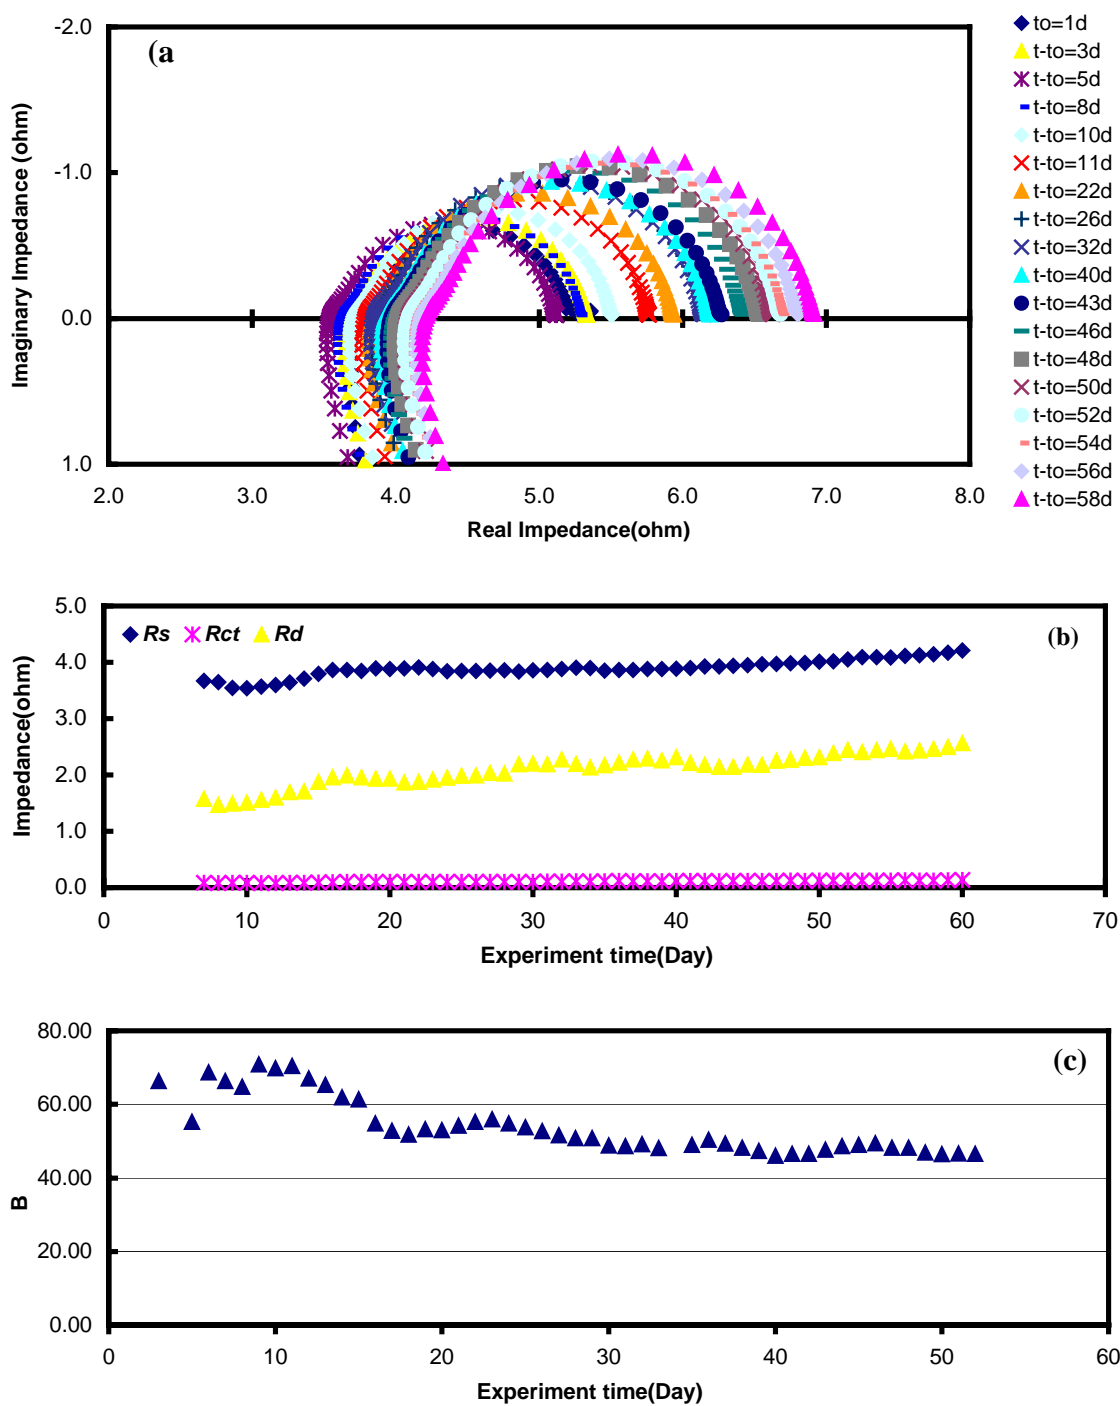 -2.0
(a
-1.0
0.0
1.0
Imaginary Impedance (ohm)
2.0 3.0 4.0 5.0 6.0 7.0 8.0
Real Impedance(ohm)
to=1d
t-to=3d
t-to=5d
t-to=8d
t-to=10d
t-to=11d
t-to=22d
t-to=26d
t-to=32d
t-to=40d
t-to=43d
t-to=46d
t-to=48d
t-to=50d
t-to=52d
t-to=54d
t-to=56d
t-to=58d
5.0
Rs Rct Rd
(b)
4.0
3.0
2.0
1.0
0.0
Impedance(ohm)
0 10 20 30 40 50 60 70
Experiment time(Day)
80.00
(c)
60.00
40.00
20.00
0.00
B
0 10 20 30 40 50 60
Experiment time(Day)